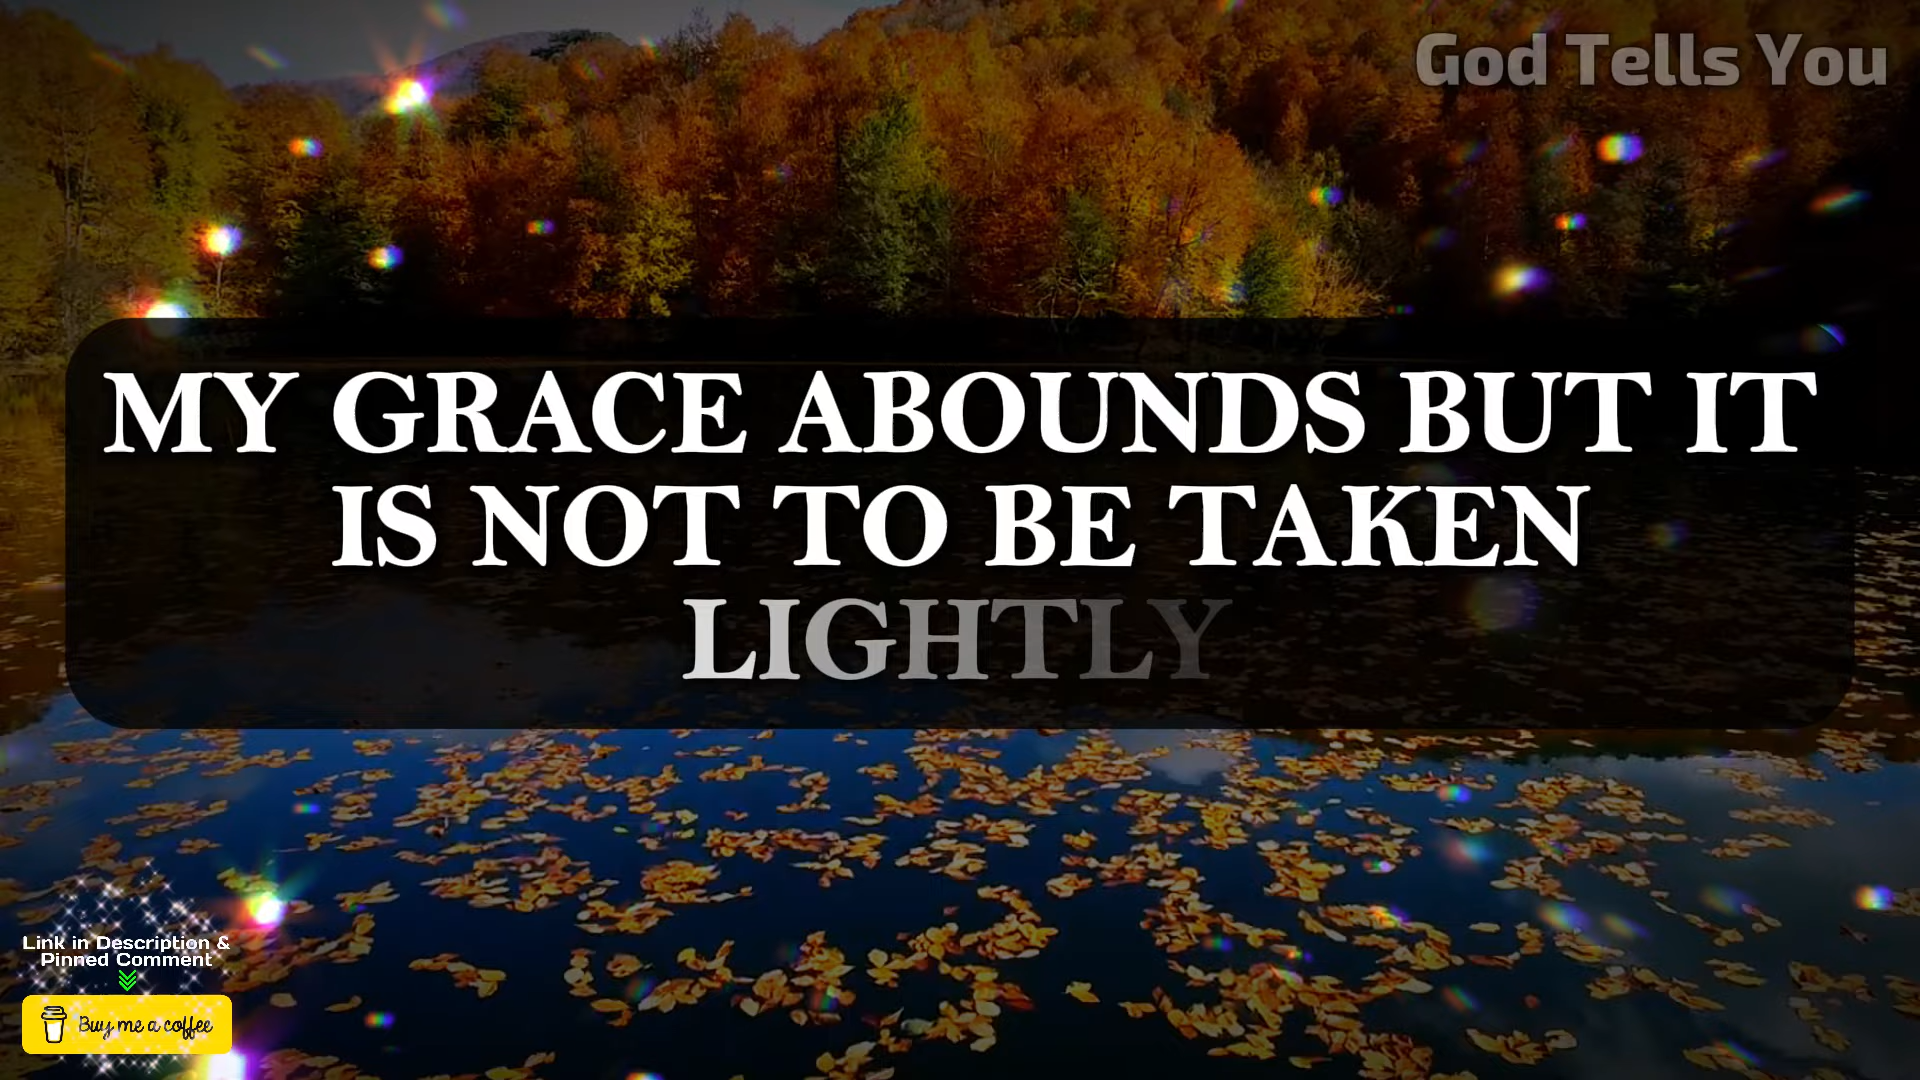 God Tells You
MY GRACE ABOUNDS BUT IT
IS NOT TO BE TAKEN
LIGHTLY
Link in Description &
Pinned Comment
Buy me a coffee